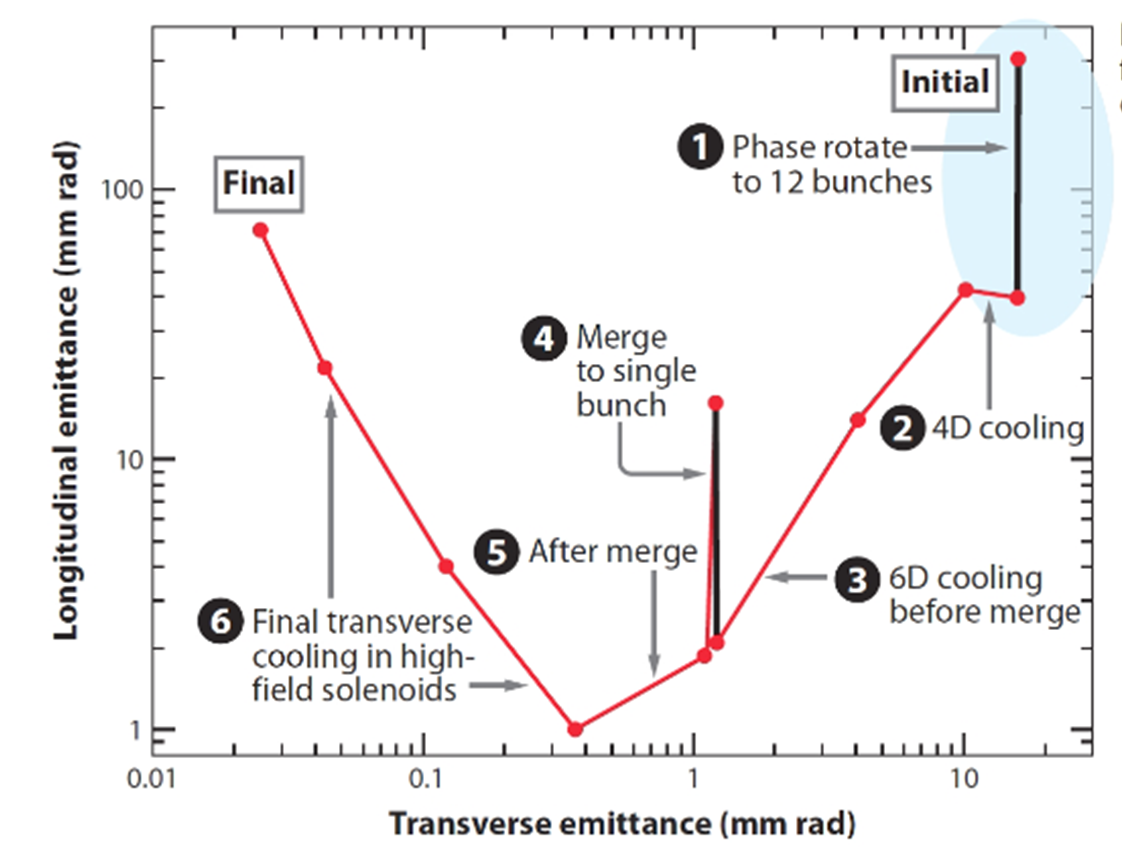 Initial
1 Phase rotate
to 12 bunches
Final
100
4 Merge
to single
bunch
2 4D cooling
10
5 After merge
3 6D cooling
before merge
6 Final transverse
cooling in high-
field solenoids
1
0.01 0.1 1 10
Transverse emittance (mm rad)
Longitudinal emittance (mm rad)